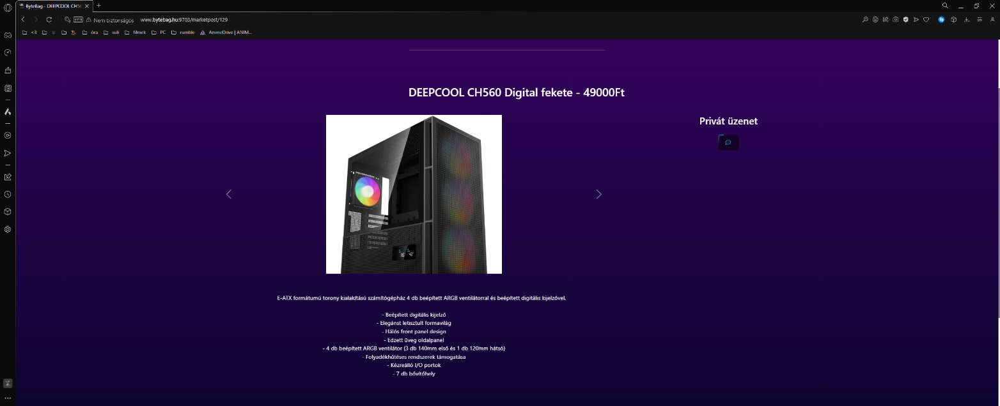 ByteBag - DEEPCOOL CH56
VPN
Nem biztonságos
www.bytebag.hu:9703/marketpost/129
<3
óra
suli
filmek
PC
rumble
AnimeDrive | ANIM...
DEEPCOOL CH560 Digital fekete - 49000Ft
Privát üzenet
E-ATX formátumú torony kialakítású számítógépház 4 db beépített ARGB ventilátorral és beépített digitális kijelzővel.
- Beépített digitális kijelző
- Elegánst letisztult formavilág
- Hálós front panel design
- Edzett üveg oldalpanel
- 4 db beépített ARGB ventilátor (3 db 140mm első és 1 db 120mm hátsó)
- Folyadékhűtéses rendszerek támogatása
- Kézreálló I/O portok
- 7 db bővítőhely